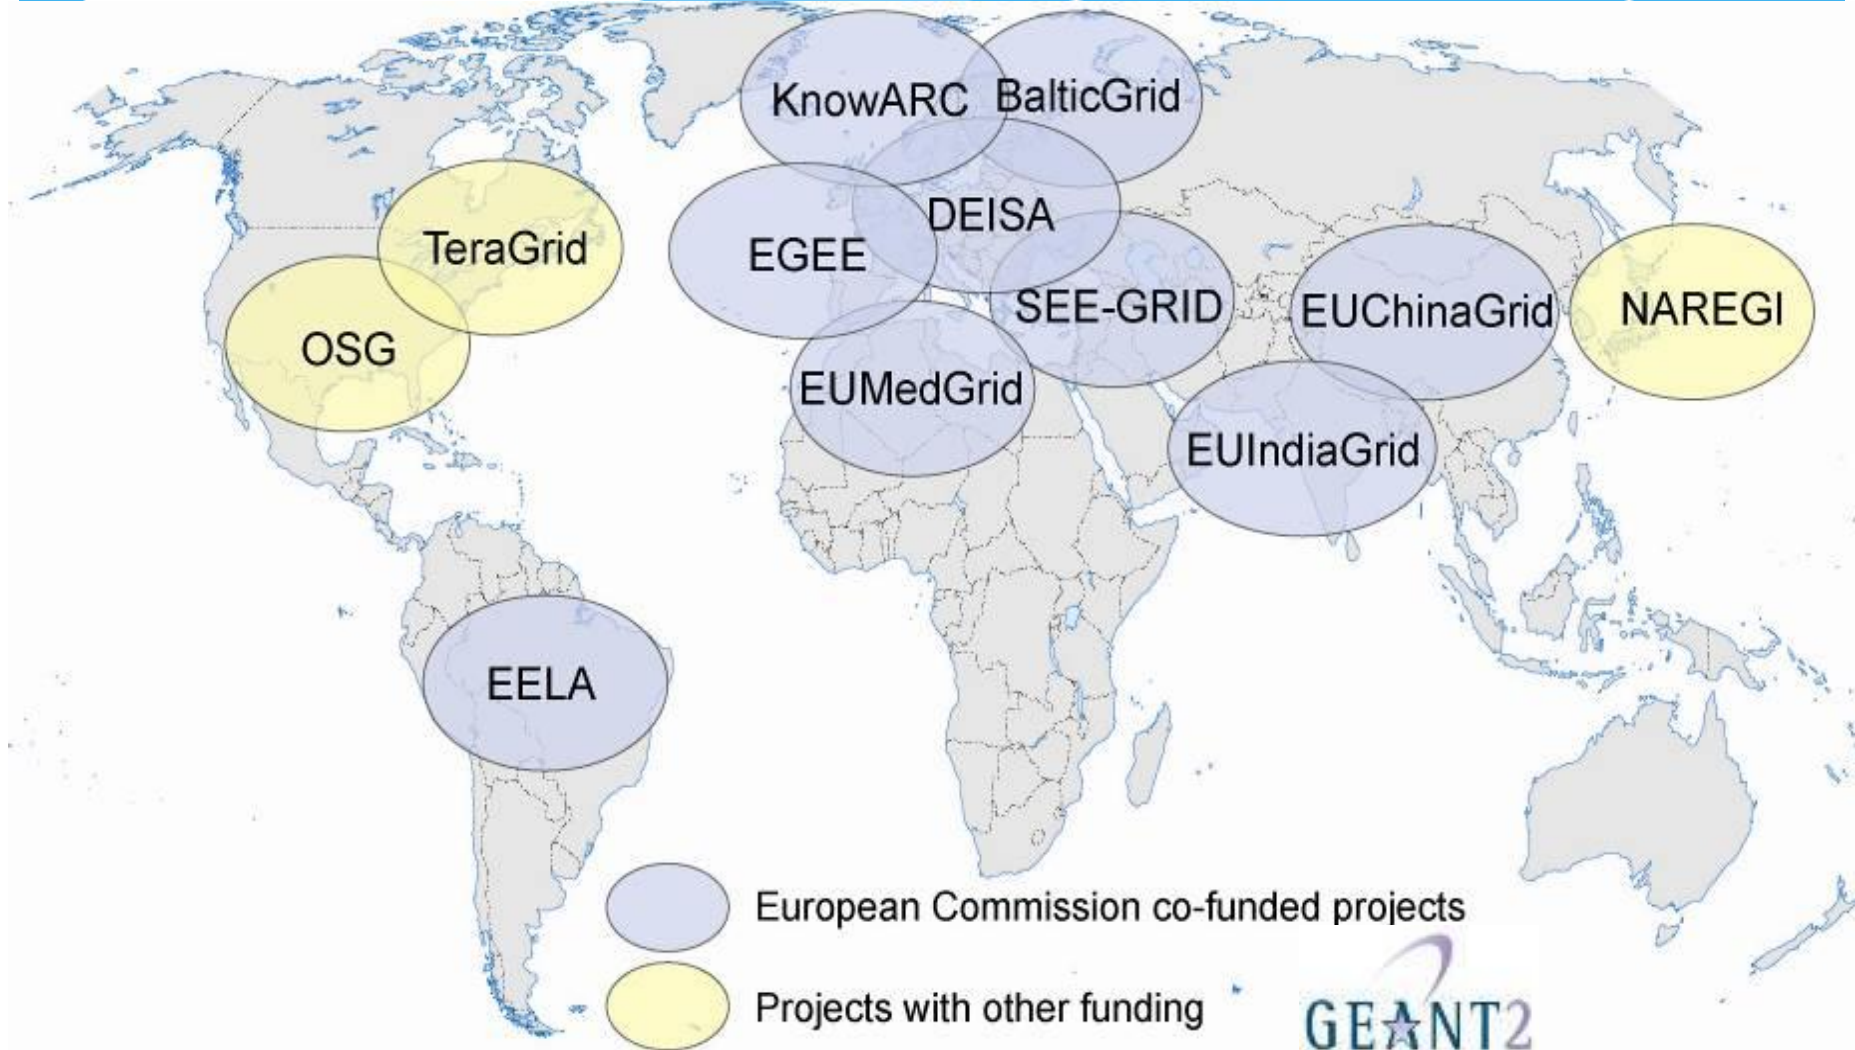 KnowARC
BalticGrid
TeraGrid
DEISA
EGEE
OSG
SEE-GRID
EUChinaGrid
NAREGI
EUMedGrid
EUIndiaGrid
EELA
European Commission co-funded projects
Projects with other funding
GEANT2